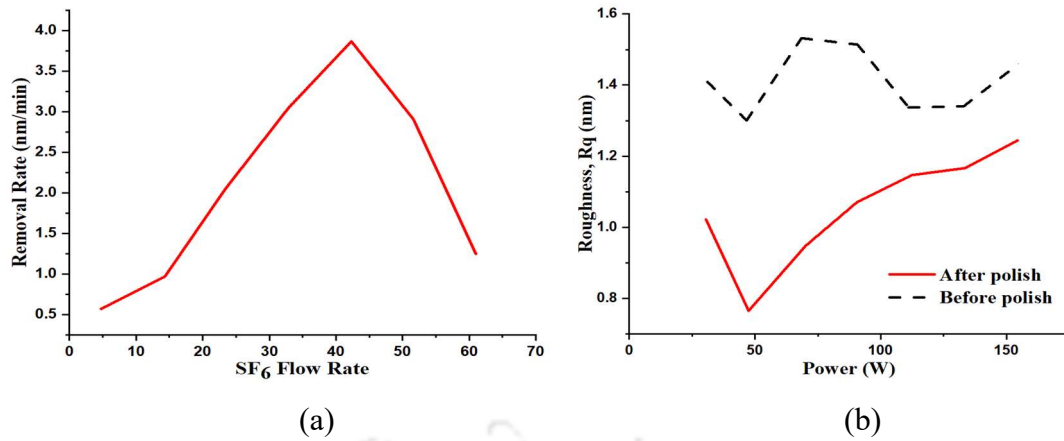 4.0
3.5
3.0
2.5
2.0
1.5
1.0
0.5
Removal Rate (nm/min)
0 10 20 30 40 50 60 70
SF6 Flow Rate
(a)
1.6
1.4
1.2
1.0
0.8
Roughness, Rq (nm)
After polish
Before polish
0 50 100 150
Power (W)
(b)